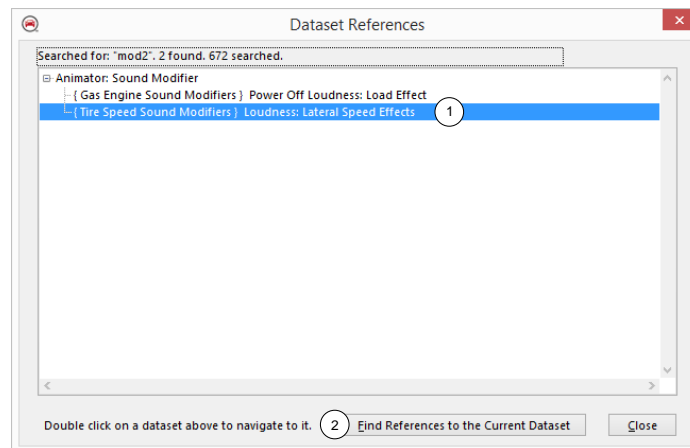 Dataset References
Searched for: "mod2". 2 found. 672 searched.
Animator: Sound Modifier
{ Gas Engine Sound Modifiers } Power Off Loudness: Load Effect
{ Tire Speed Sound Modifiers } Loudness: Lateral Speed Effects 1
Double click on a dataset above to navigate to it. 2 Find References to the Current Dataset Close